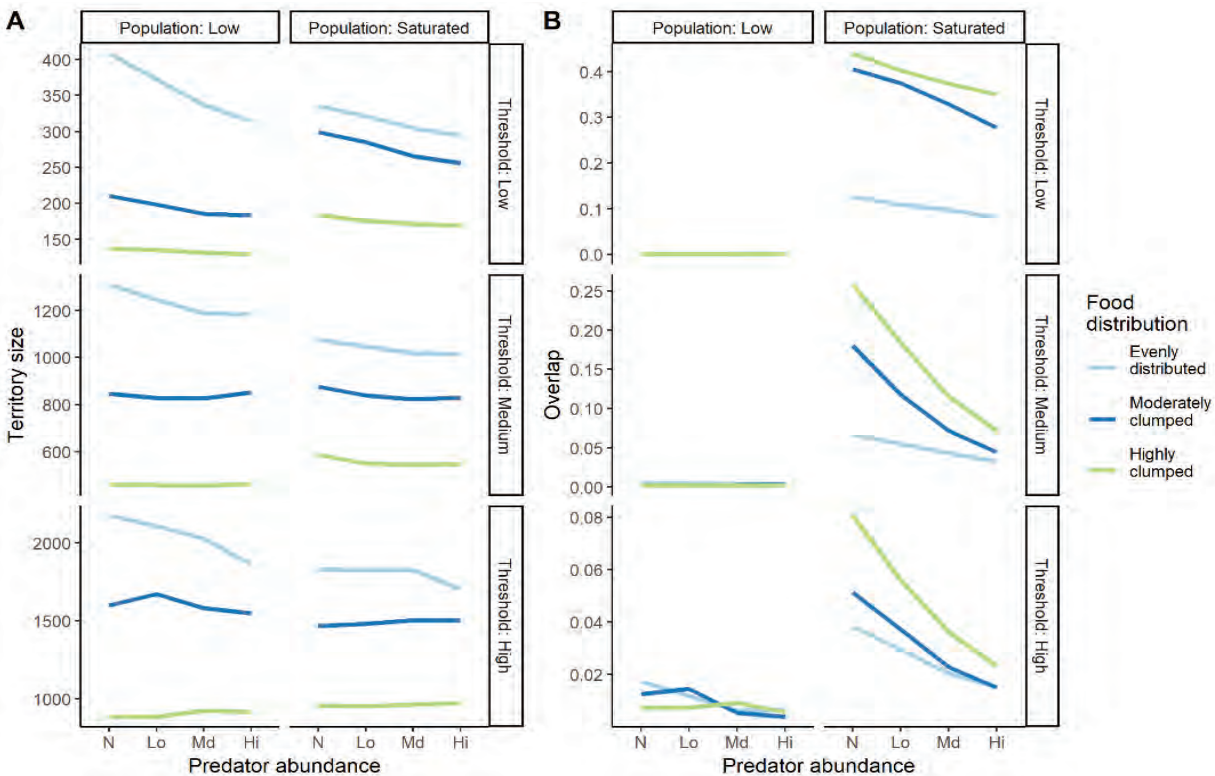 A
Population: Low
Population: Saturated
400
350
300
250
200
150
Threshold: Low
1200
1000
800
600
Threshold: Medium
2000
1500
1000
Threshold: High
Territory size
N Lo Md Hi
N Lo Md Hi
Predator abundance
B
Population: Low
Population: Saturated
0.4
0.3
0.2
0.1
0.0
Threshold: Low
0.25
0.20
0.15
0.10
0.05
0.00
Threshold: Medium
0.08
0.06
0.04
0.02
Threshold: High
Overlap
N Lo Md Hi
N Lo Md Hi
Predator abundance
Food
distribution
Evenly
distributed
Moderately
clumped
Highly
clumped